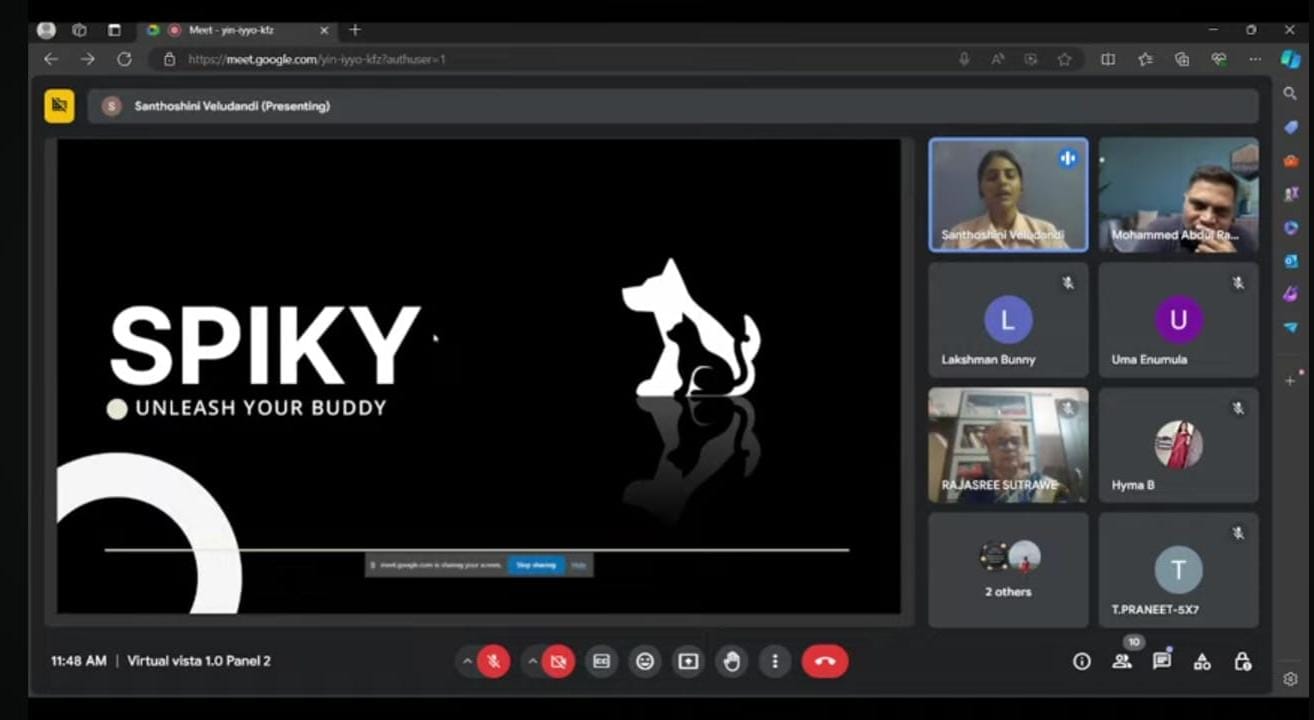 Meet - yin-iyyo-kfz
https://meet.google.com/yin-iyyo-kfz?authuser=1
S
Santhoshini Veludandi (Presenting)
SPIKY
UNLEASH YOUR BUDDY
meet.google.com is sharing your screen.
Stop sharing
Hide
Santhoshini Veludandi
Mohammed Abdul Ra...
L
Lakshman Bunny
U
Uma Enumula
RAJASREE SUTRAWE
Hyma B
2 others
T
T.PRANEET-5X7
11:48 AM | Virtual vista 1.0 Panel 2
CC
10